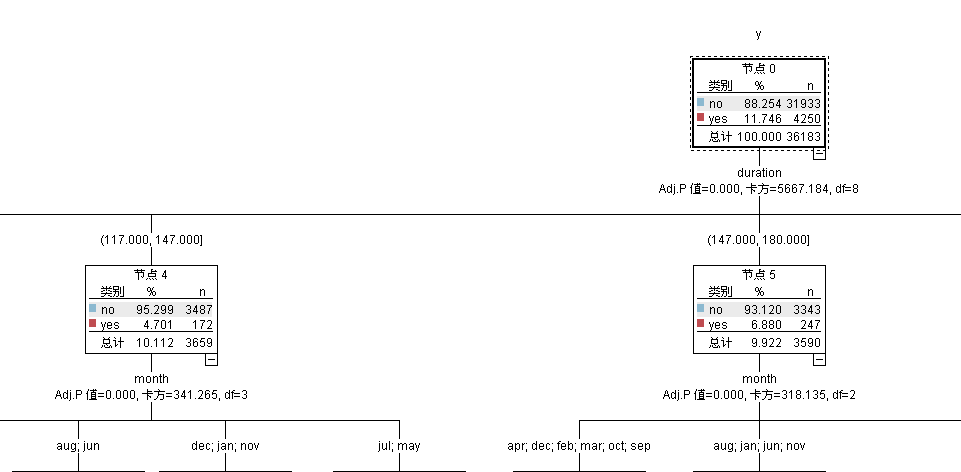 y
节点 0
类别 % n
no 88.254 31933
yes 11.746 4250
总计 100.000 36183
duration
Adj.P 值=0.000, 卡方=5667.184, df=8
(117.000, 147.000]
(147.000, 180.000]
节点 4
类别 % n
no 95.299 3487
yes 4.701 172
总计 10.112 3659
节点 5
类别 % n
no 93.120 3343
yes 6.880 247
总计 9.922 3590
month
Adj.P 值=0.000, 卡方=341.265, df=3
month
Adj.P 值=0.000, 卡方=318.135, df=2
aug; jun
dec; jan; nov
jul; may
apr; dec; feb; mar; oct; sep
aug; jan; jun; nov